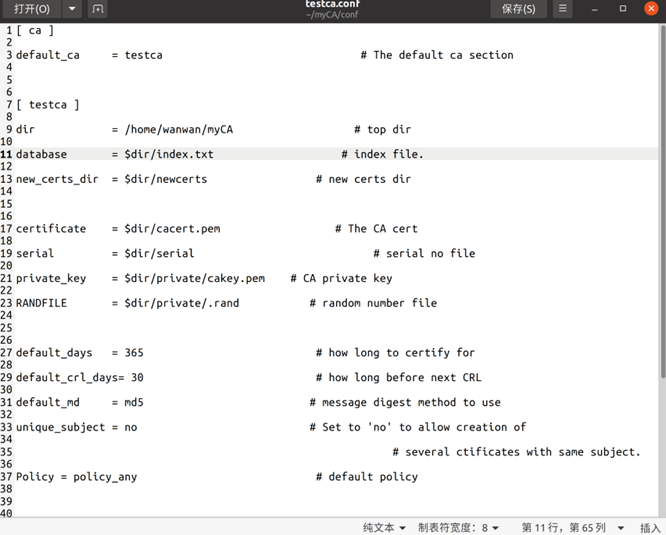 打开(O)
testca.conf
~/myCA/conf
保存(S)
1 [ ca ]
2
3 default_ca = testca # The default ca section
4
5
6
7 [ testca ]
8
9 dir = /home/wanwan/myCA # top dir
10
11 database = $dir/index.txt # index file.
12
13 new_certs_dir = $dir/newcerts # new certs dir
14
15
16
17 certificate = $dir/cacert.pem # The CA cert
18
19 serial = $dir/serial # serial no file
20
21 private_key = $dir/private/cakey.pem # CA private key
22
23 RANDFILE = $dir/private/.rand # random number file
24
25
26
27 default_days = 365 # how long to certify for
28
29 default_crl_days= 30 # how long before next CRL
30
31 default_md = md5 # message digest method to use
32
33 unique_subject = no # Set to 'no' to allow creation of
34
35 # several ctificates with same subject.
36
37 Policy = policy_any # default policy
38
39
40
纯文本 制表符宽度：8 第 11 行，第 65 列 插入